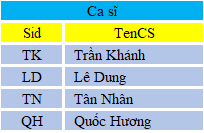 Ca sĩ
Sid TenCS
TK Trần Khánh
LD Lê Dung
TN Tân Nhân
QH Quốc Hương